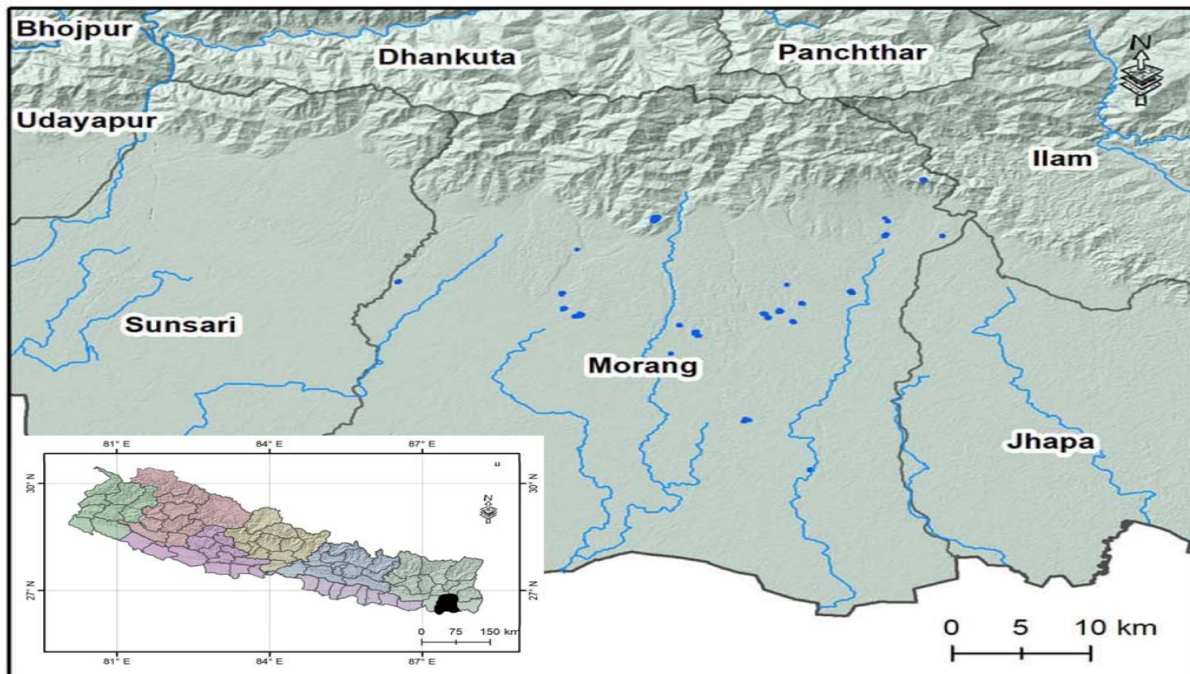 Bhojpur
Dhankuta
Panchthar
N
Udayapur
Ilam
Sunsari
Morang
Jhapa
81° E
84° E
87° E
30° N
30° N
N
27° N
27° N
0 75 150 km
81° E
84° E
87° E
0 5 10 km